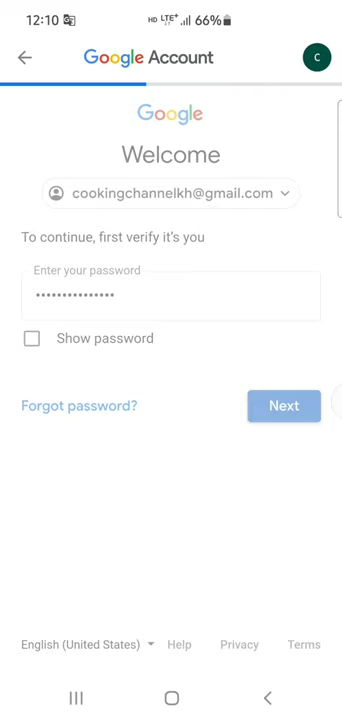 12:10 HD LTE+ 66%
Google Account
C
Google
Welcome
cookingchannelkh@gmail.com
To continue, first verify it's you
Enter your password
•••••••••••••••
Show password
Forgot password? Next
English (United States) Help Privacy Terms